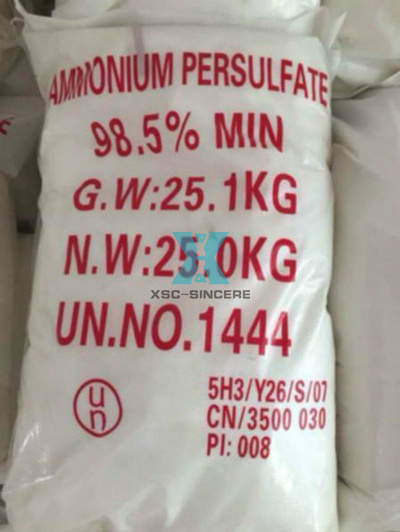 AMMONIUM PERSULFATE
98.5% MIN
G.W:25.1KG
N.W:25.0KG
XSC-SINCERE
UN.NO.1444
un
5H3/Y26/S/07
CN/3500 030
PI: 008